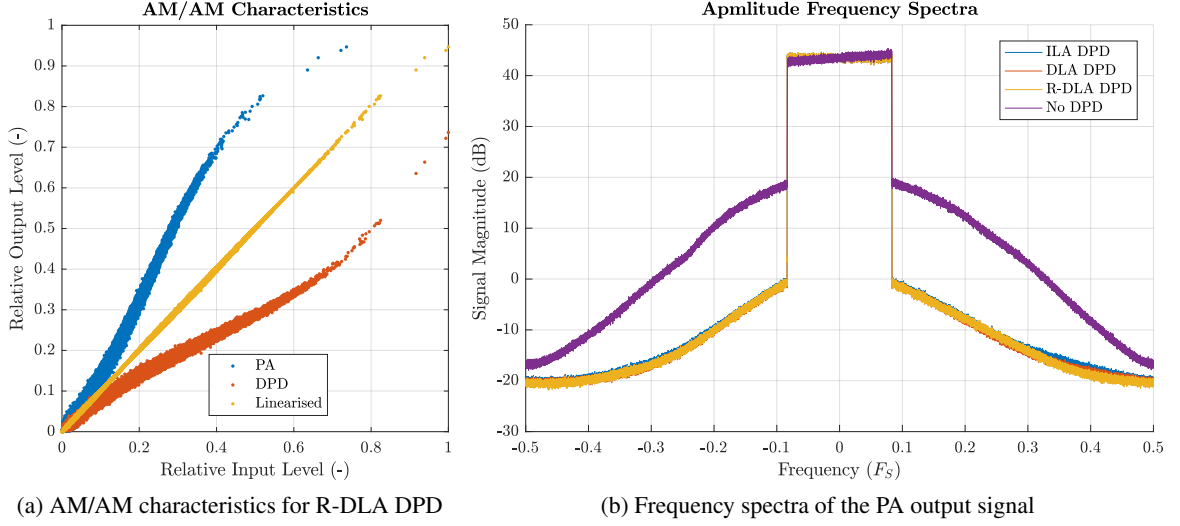 AM/AM Characteristics
1
0.9
0.8
0.7
0.6
0.5
0.4
0.3
0.2
0.1
0
Relative Output Level (-)
PA
DPD
Linearised
0
0.2
0.4
0.6
0.8
1
Relative Input Level (-)
(a) AM/AM characteristics for R-DLA DPD
Apmlitude Frequency Spectra
50
40
30
20
10
0
-10
-20
-30
Signal Magnitude (dB)
ILA DPD
DLA DPD
R-DLA DPD
No DPD
-0.5
-0.4
-0.3
-0.2
-0.1
0
0.1
0.2
0.3
0.4
0.5
Frequency (F_S)
(b) Frequency spectra of the PA output signal